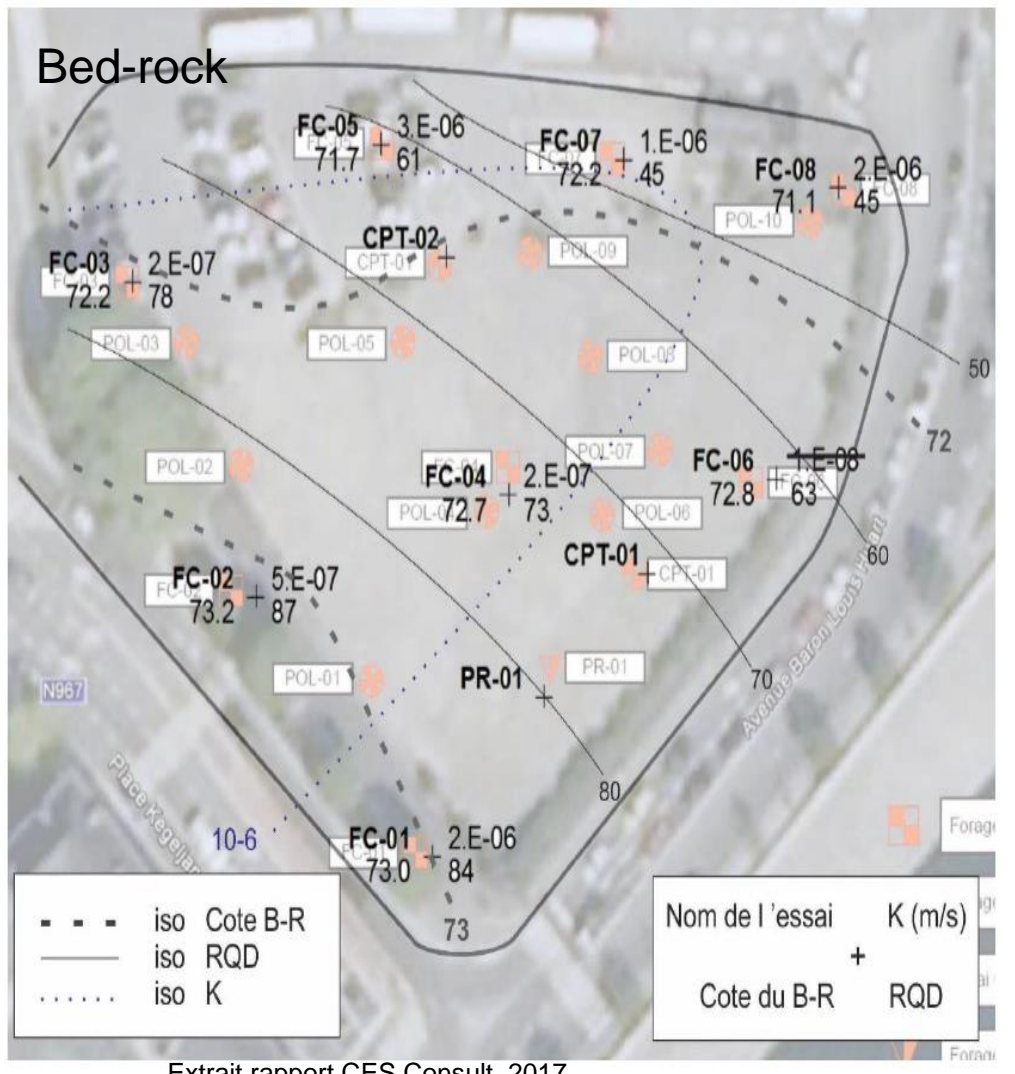 Bed-rock
FC-05 3.E-06
71.7 61
FC-07 1.E-06
72.2 45
FC-08 2.E-06
71.1 45
POL-10
CPT-02
CPT-01
POL-09
FC-03 2.E-07
72.2 78
POL-03
POL-05
POL-08
50
72
POL-02
POL-07
FC-04 2.E-07
72.7 73
FC-06 1.E-08
72.8 63
POL-06
CPT-01
CPT-01
60
FC-02 5.E-07
73.2 87
POL-01
PR-01
PR-01
70
N967
80
Avenue Baron Louis Huart
Place Kegeljan
10-6
FC-01 2.E-06
73.0 84
73
Forage
iso Cote B-R
iso RQD
iso K
Nom de l 'essai K (m/s)
+
Cote du B-R RQD
Extrait rapport CFS Consult, 2017